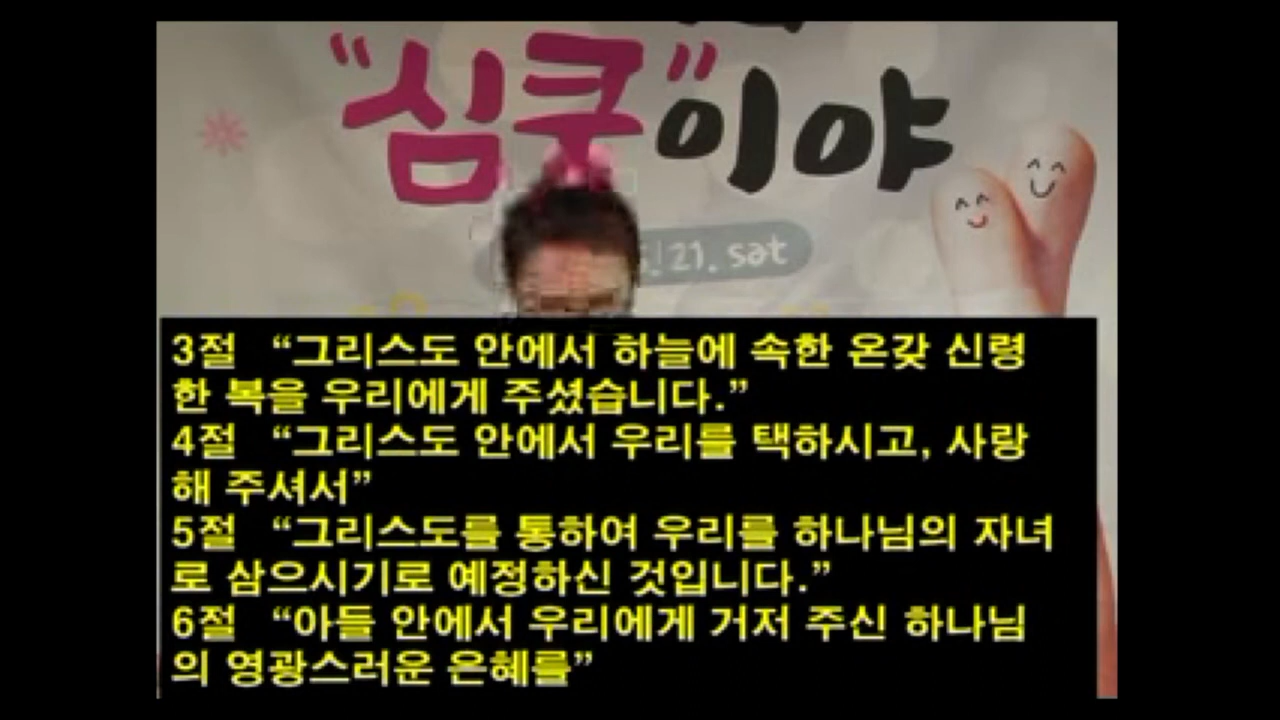 “심쿵”이야
21. sat
3절 “그리스도 안에서 하늘에 속한 온갖 신령
한 복을 우리에게 주셨습니다.”
4절 “그리스도 안에서 우리를 택하시고, 사랑
해 주셔서”
5절 “그리스도를 통하여 우리를 하나님의 자녀
로 삼으시기로 예정하신 것입니다.”
6절 “아들 안에서 우리에게 거저 주신 하나님
의 영광스러운 은혜를”